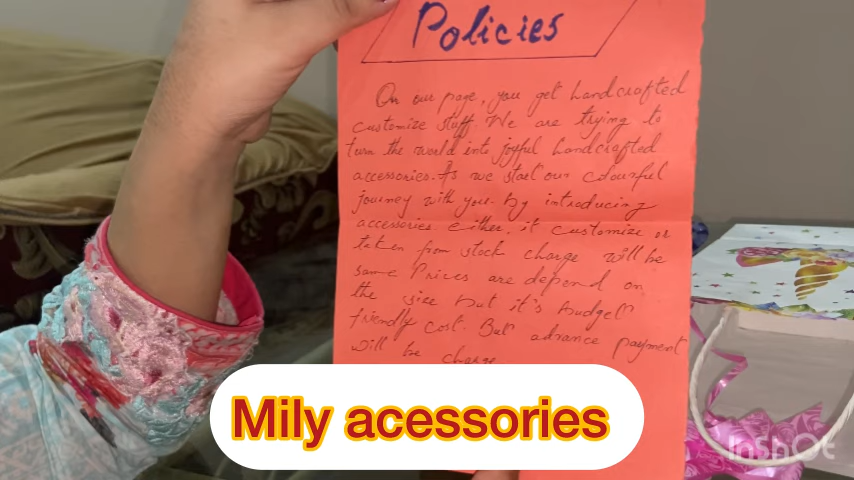 Policies
On our page, you get handcrafted
customize stuff. We are trying to
turn the world into joyful handcrafted
accessories. As we start our colourful
journey with you. by introducing
accessories. Either, it customize or
taken from stock charge will be
same Prices are depend on
the size but it's budget
friendly cost. But advance payment
will be charge
Mily acessories
InShOt